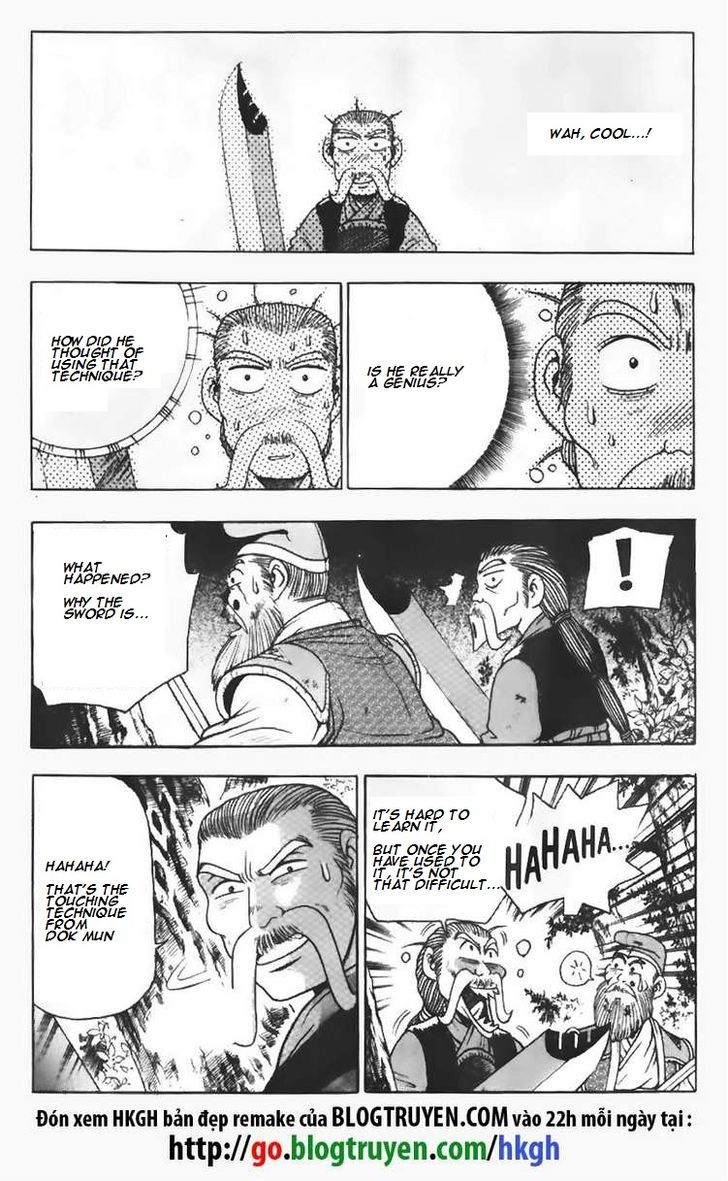 WAH, COOL...!
HOW DID HE
THOUGHT OF
USING THAT
TECHNIQUE?
IS HE REALLY
A GENIUS?
WHAT
HAPPENED?
WHY THE
SWORD IS...
!
HAHAHA!
THAT'S THE
TOUCHING
TECHNIQUE
FROM
DOK MUN
IT'S HARD TO
LEARN IT,
BUT ONCE YOU
HAVE USED TO
IT, IT'S NOT
THAT DIFFICULT...
HAHAHA...
Đón xem HKGH bản đẹp remake của BLOGTRUYEN.COM vào 22h mỗi ngày tại :
http://go.blogtruyen.com/hkgh